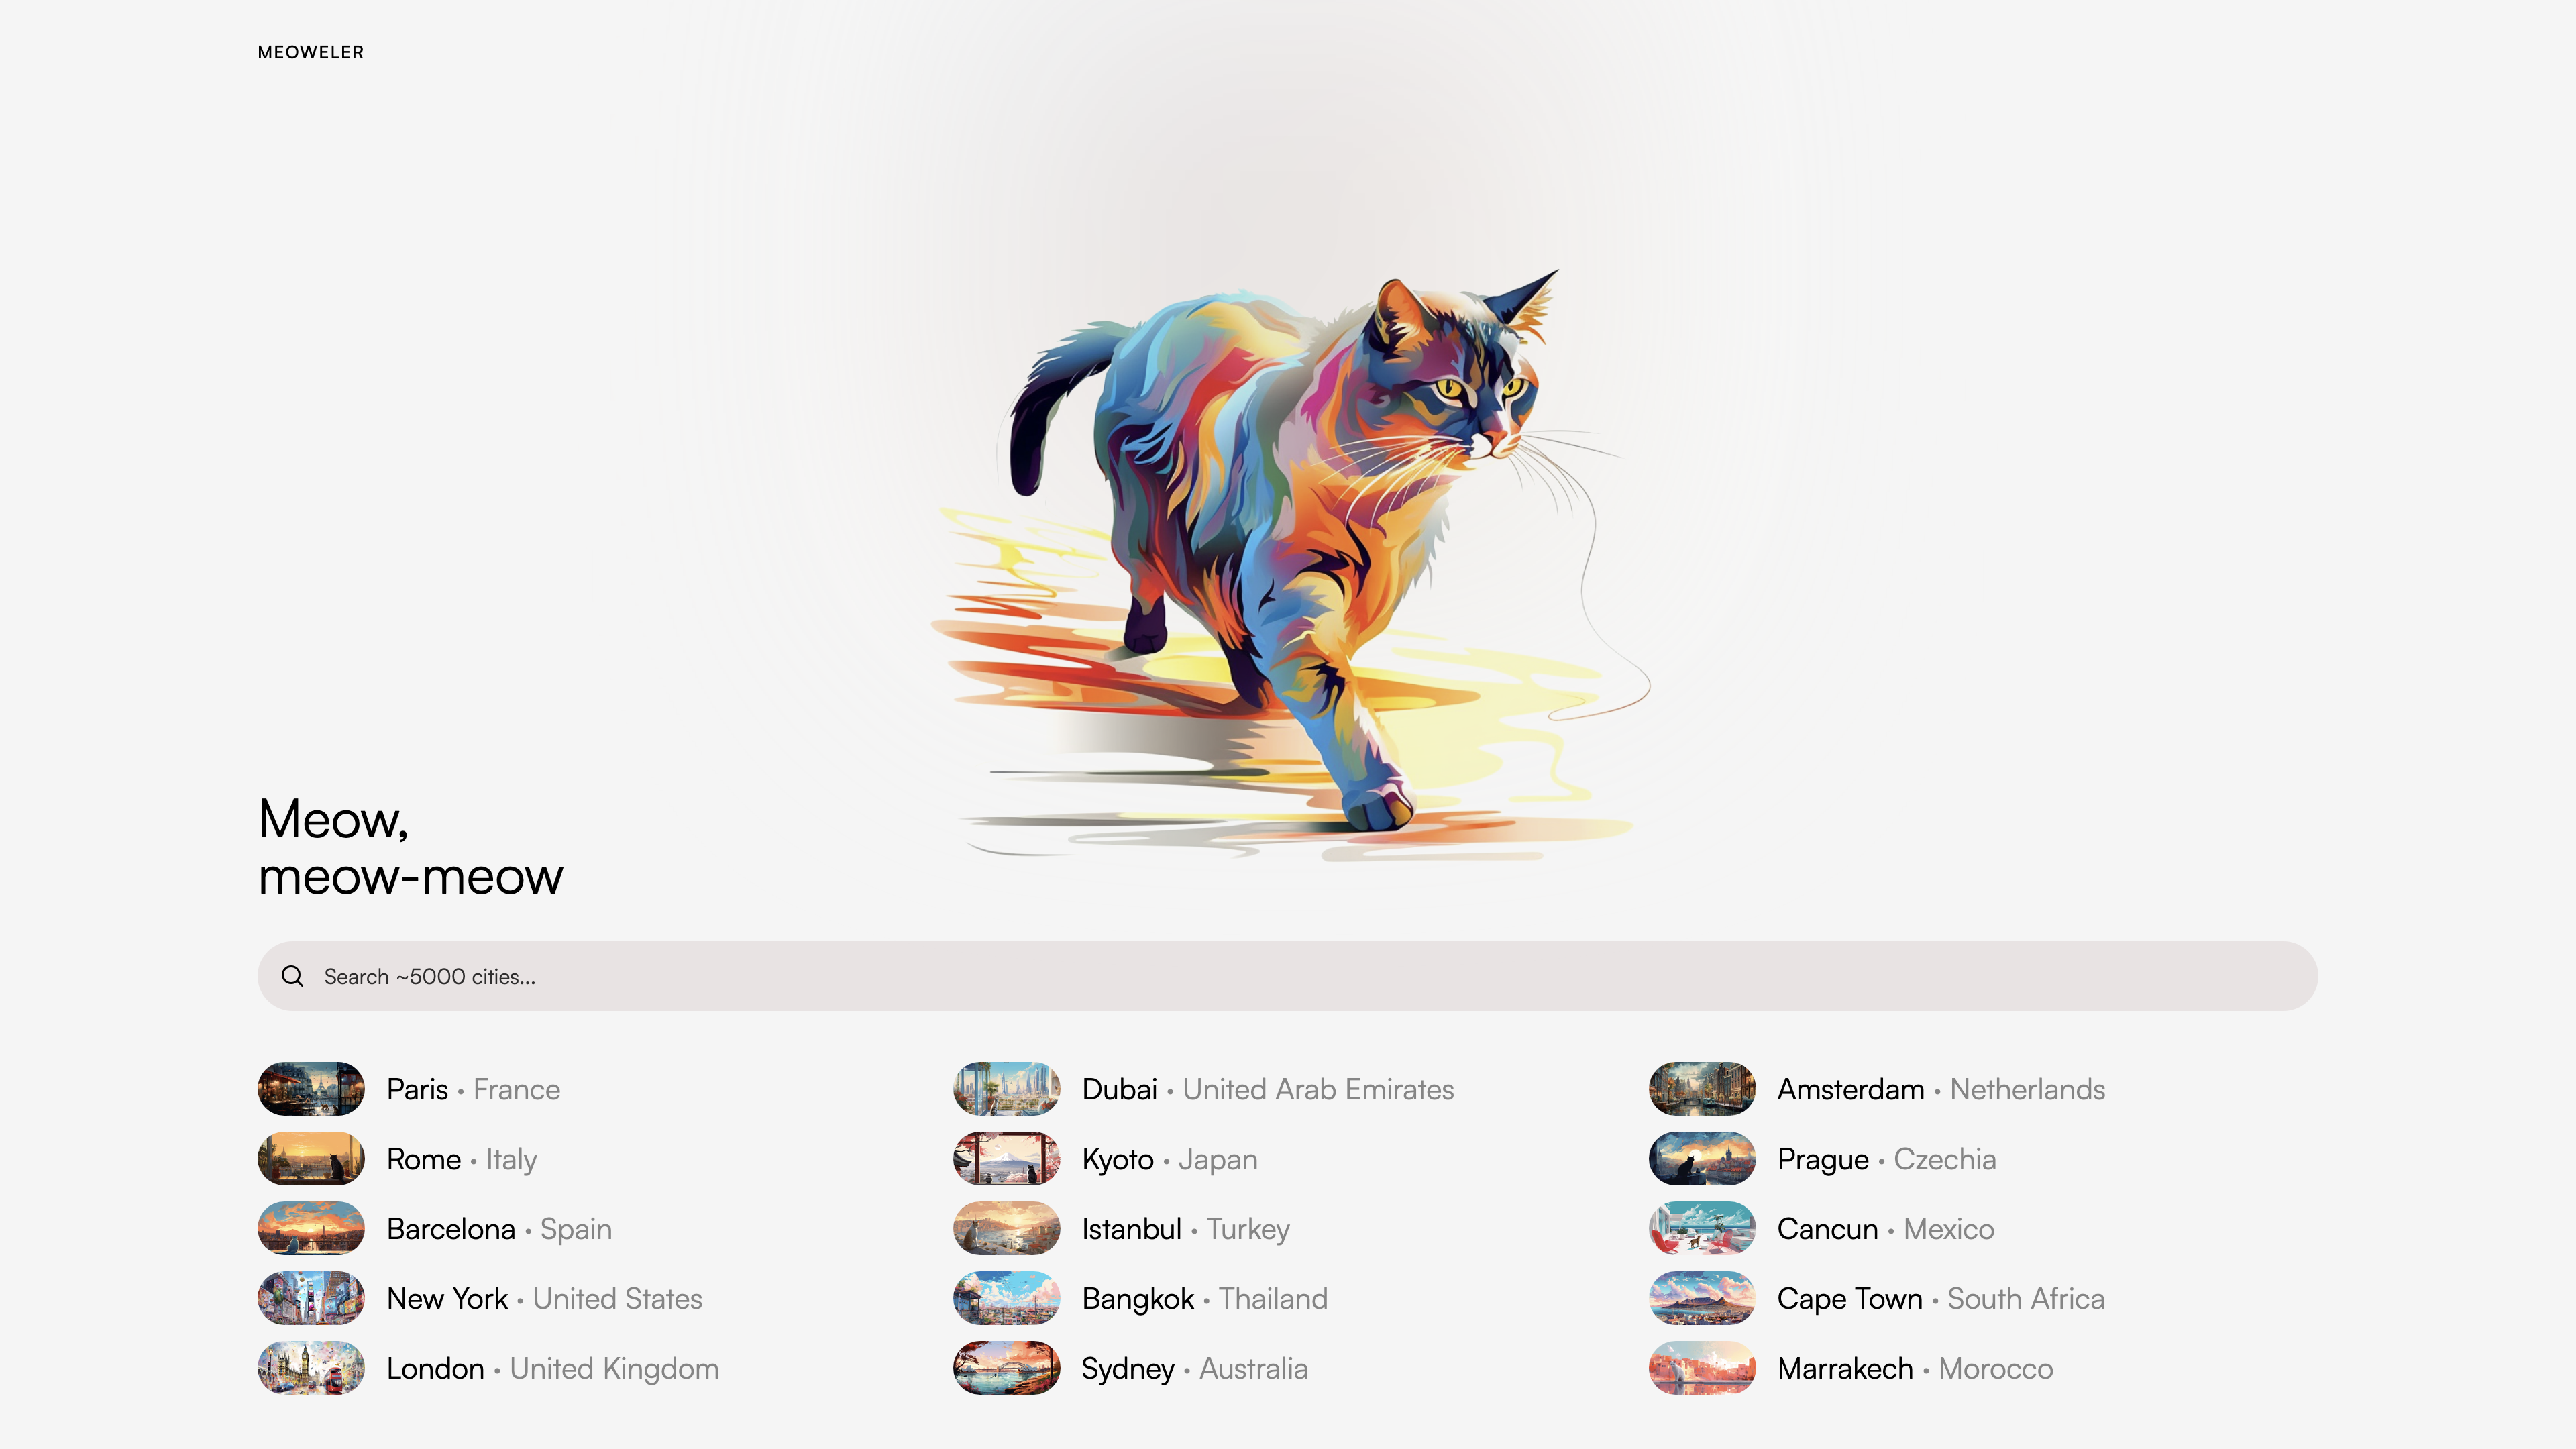 MEOWELER
Meow,
meow-meow
Search ~5000 cities...
Paris • France
Rome • Italy
Barcelona • Spain
New York • United States
London • United Kingdom
Dubai • United Arab Emirates
Kyoto • Japan
Istanbul • Turkey
Bangkok • Thailand
Sydney • Australia
Amsterdam • Netherlands
Prague • Czechia
Cancun • Mexico
Cape Town • South Africa
Marrakech • Morocco